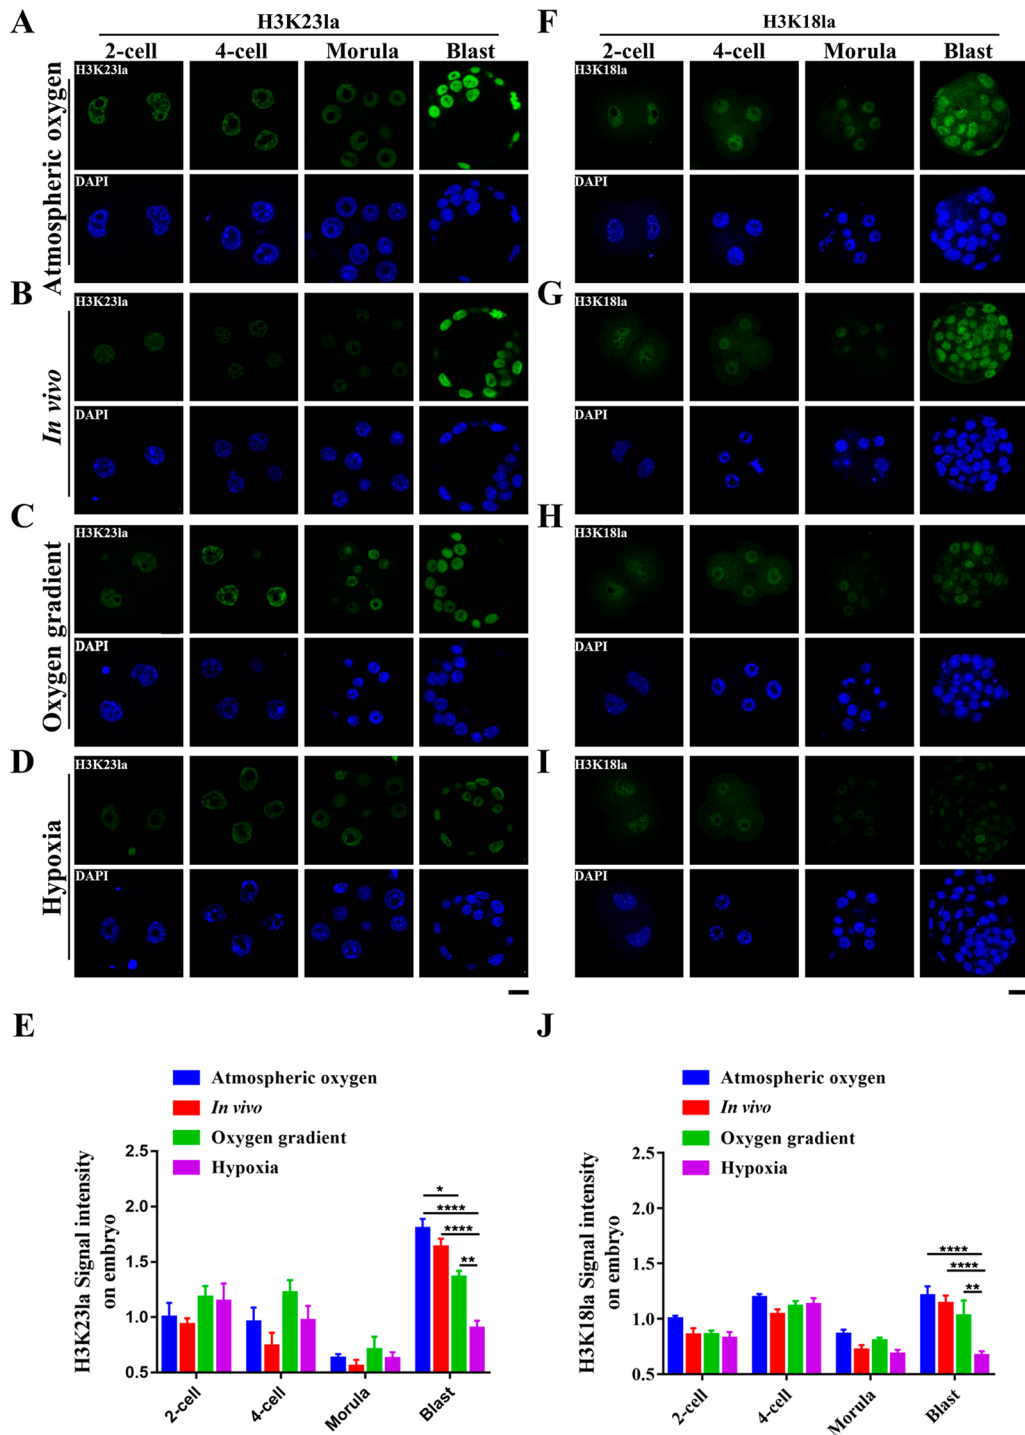 A
H3K23la
2-cell 4-cell Morula Blast
Atmospheric oxygen
H3K23la
DAPI
B
In vivo
H3K23la
DAPI
C
Oxygen gradient
H3K23la
DAPI
D
Hypoxia
H3K23la
DAPI
F
H3K18la
2-cell 4-cell Morula Blast
H3K18la
DAPI
G
H3K18la
DAPI
H
H3K18la
DAPI
I
H3K18la
DAPI
E
Atmospheric oxygen
In vivo
Oxygen gradient
Hypoxia
H3K23la Signal intensity
on embryo
2.5
2.0
1.5
1.0
0.5
*
****
****
**
2-cell
4-cell
Morula
Blast
J
Atmospheric oxygen
In vivo
Oxygen gradient
Hypoxia
H3K18la Signal intensity
on embryo
2.5
2.0
1.5
1.0
0.5
****
****
**
2-cell
4-cell
Morula
Blast